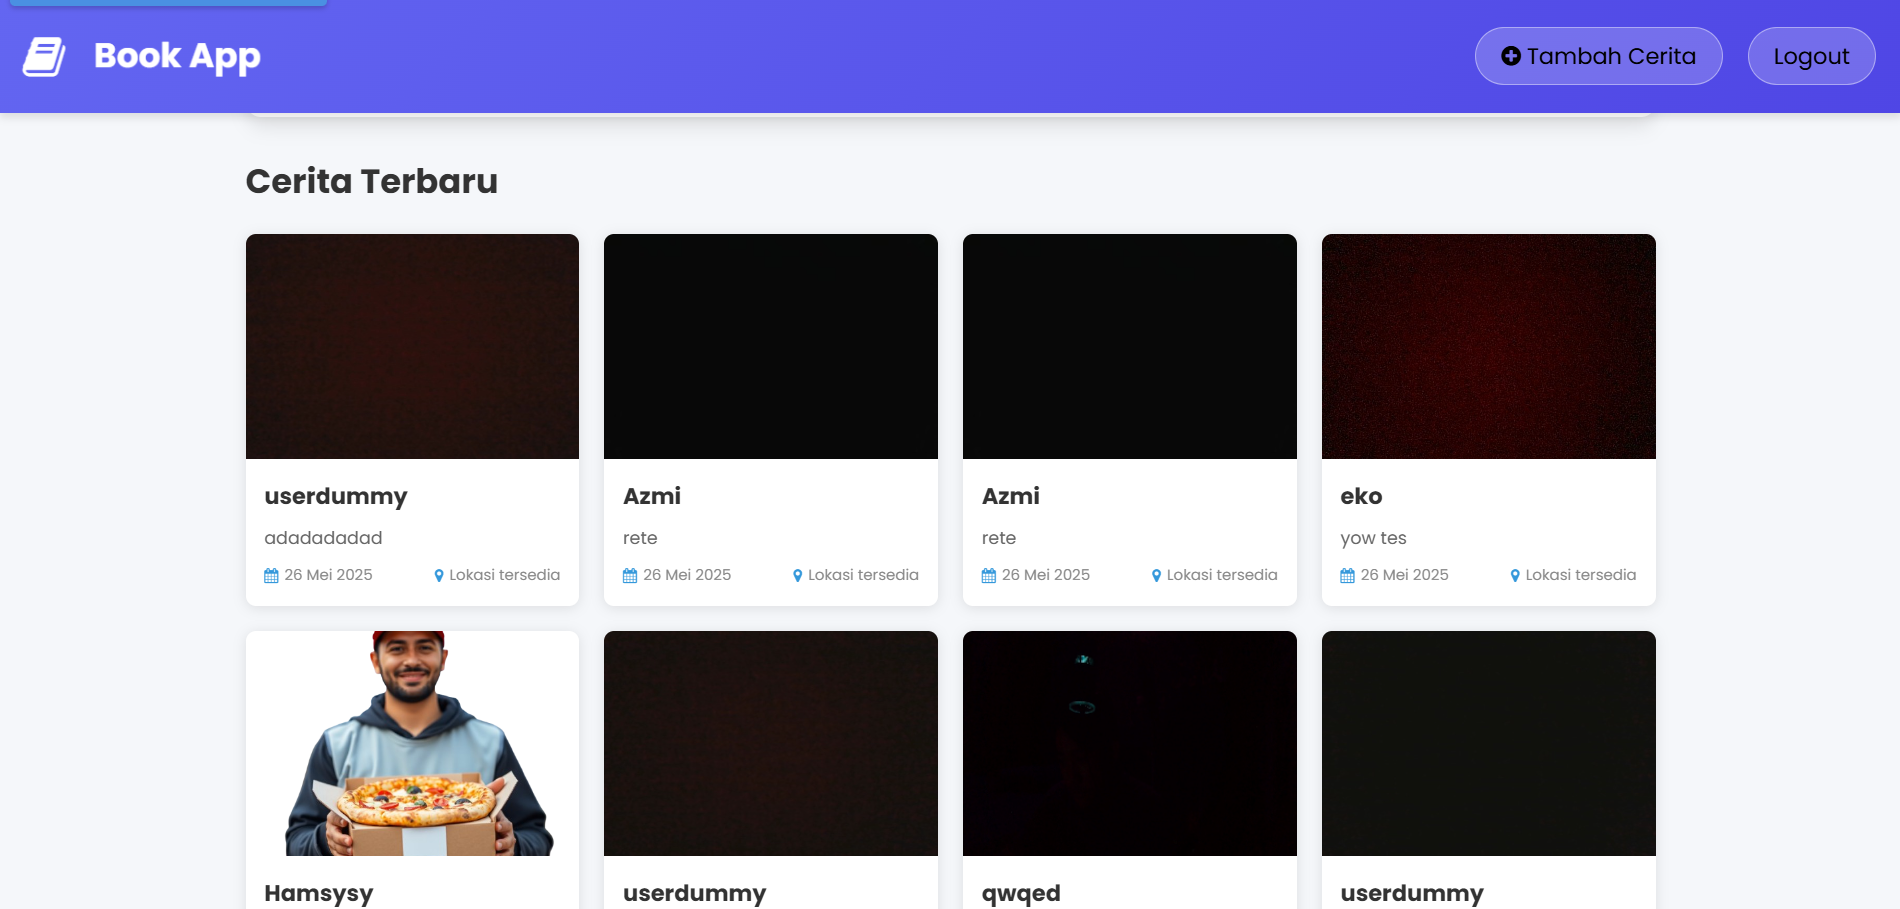 Book App
Tambah Cerita
Logout
Cerita Terbaru
userdummy
adadadadad
26 Mei 2025
Lokasi tersedia
Azmi
rete
26 Mei 2025
Lokasi tersedia
Azmi
rete
26 Mei 2025
Lokasi tersedia
eko
yow tes
26 Mei 2025
Lokasi tersedia
Hamsysy
userdummy
qwqed
userdummy